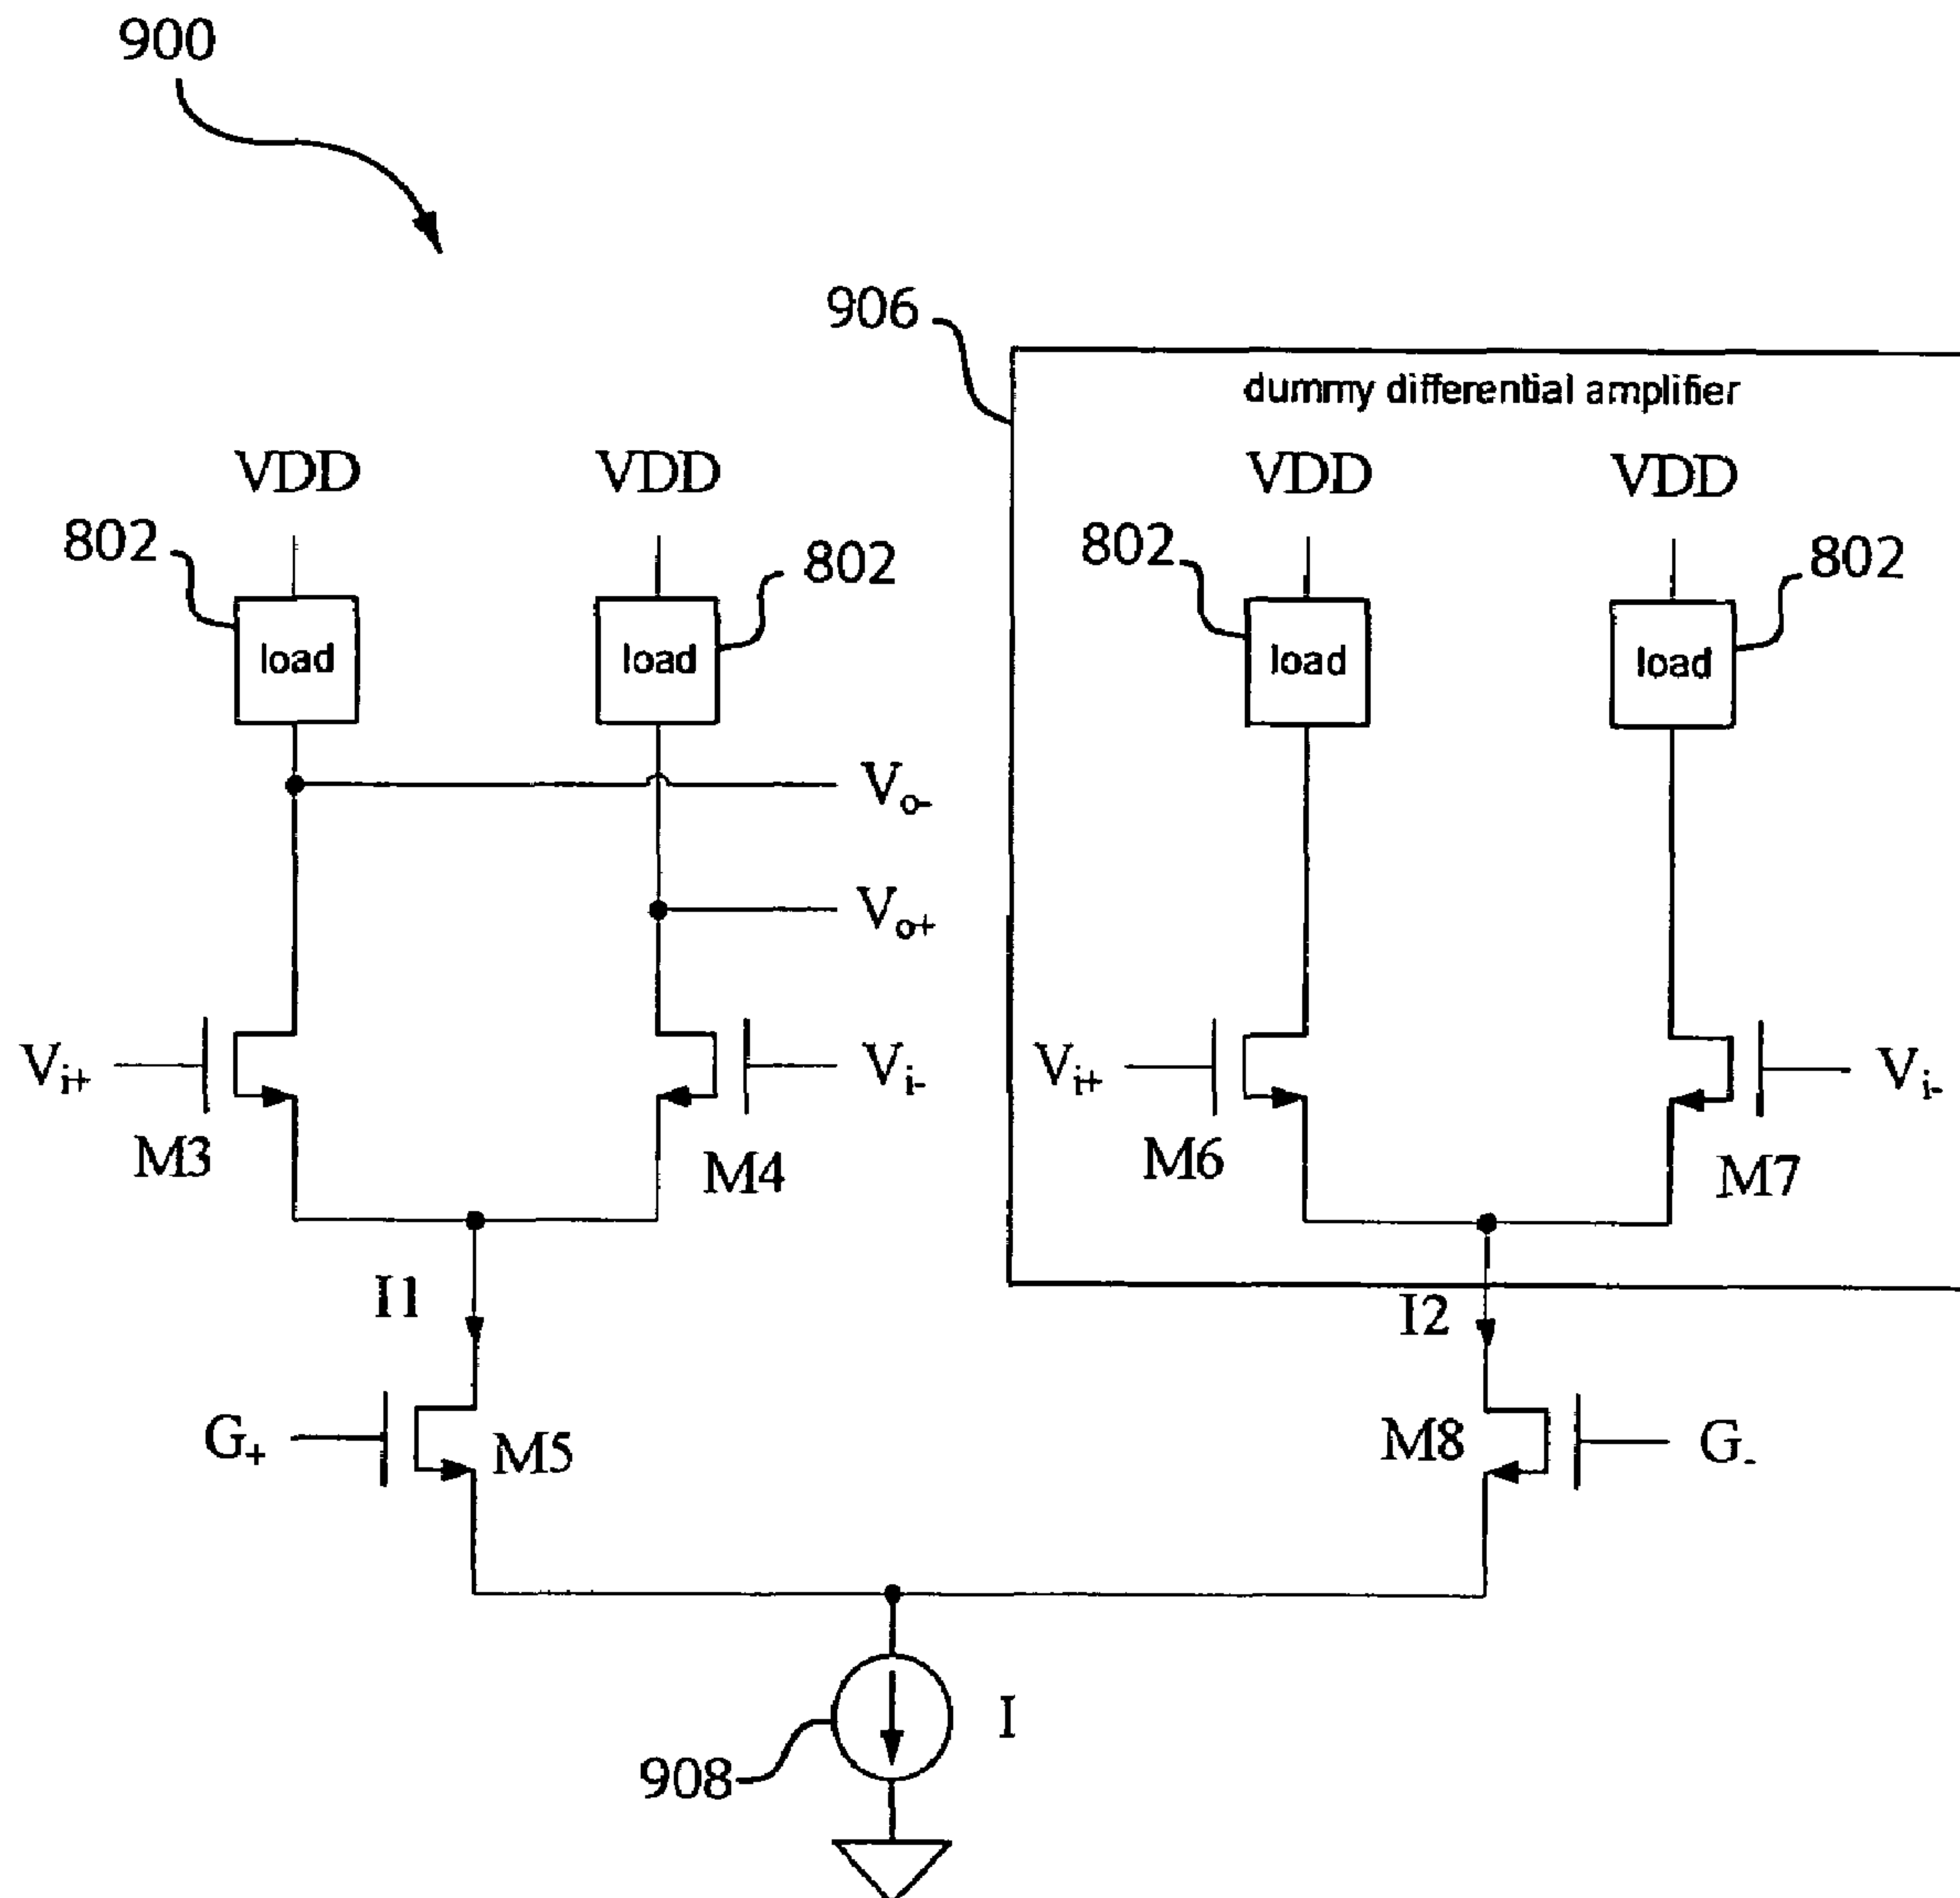 900
906
dummy differential amplifier
VDD VDD VDD VDD
802 802 802 802
load load load load
Vo-
Vo+
Vi+ Vi- Vi+ Vi-
M3 M4 M6 M7
I1 I2
G+ M5 M8 G-
I
908